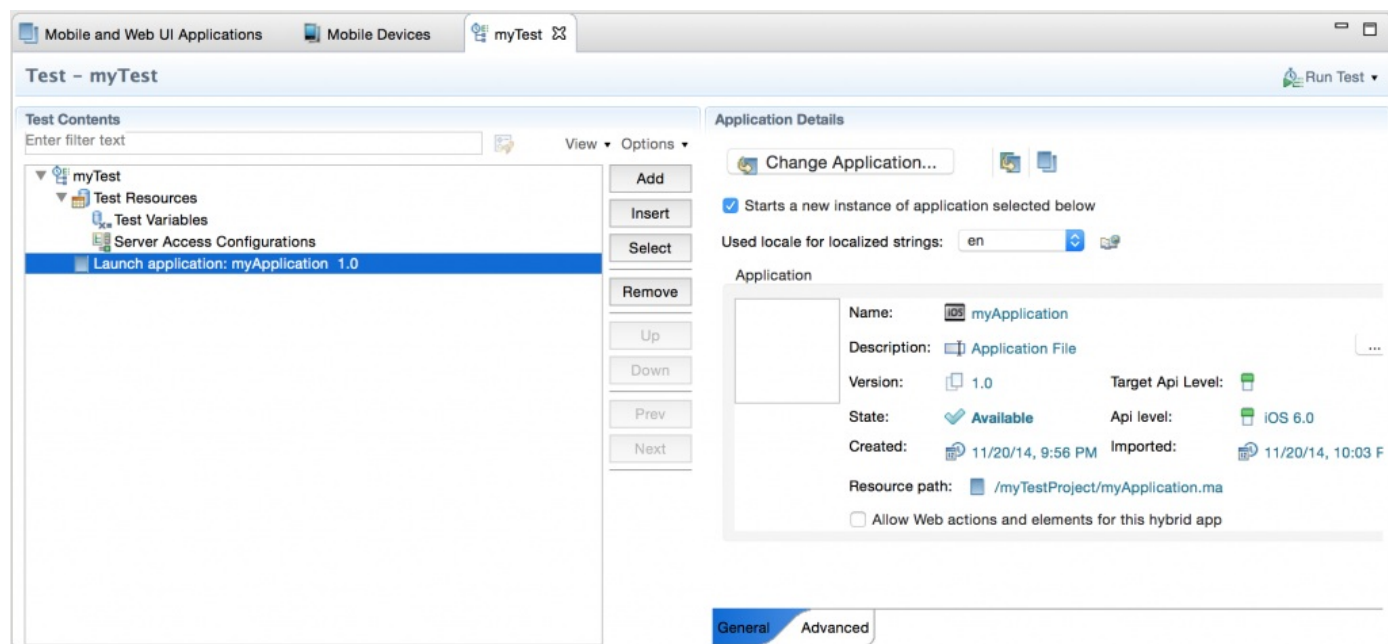 Mobile and Web UI Applications Mobile Devices myTest
Test - myTest Run Test
Test Contents
Enter filter text
View Options
myTest
Test Resources
Test Variables
Server Access Configurations
Launch application: myApplication 1.0
Add
Insert
Select
Remove
Up
Down
Prev
Next
Application Details
Change Application...
Starts a new instance of application selected below
Used locale for localized strings: en
Application
Name: iOS myApplication
Description: Application File
...
Version: 1.0 Target Api Level:
State: Available Api level: iOS 6.0
Created: 11/20/14, 9:56 PM Imported: 11/20/14, 10:03 P
Resource path: /myTestProject/myApplication.ma
Allow Web actions and elements for this hybrid app
General Advanced